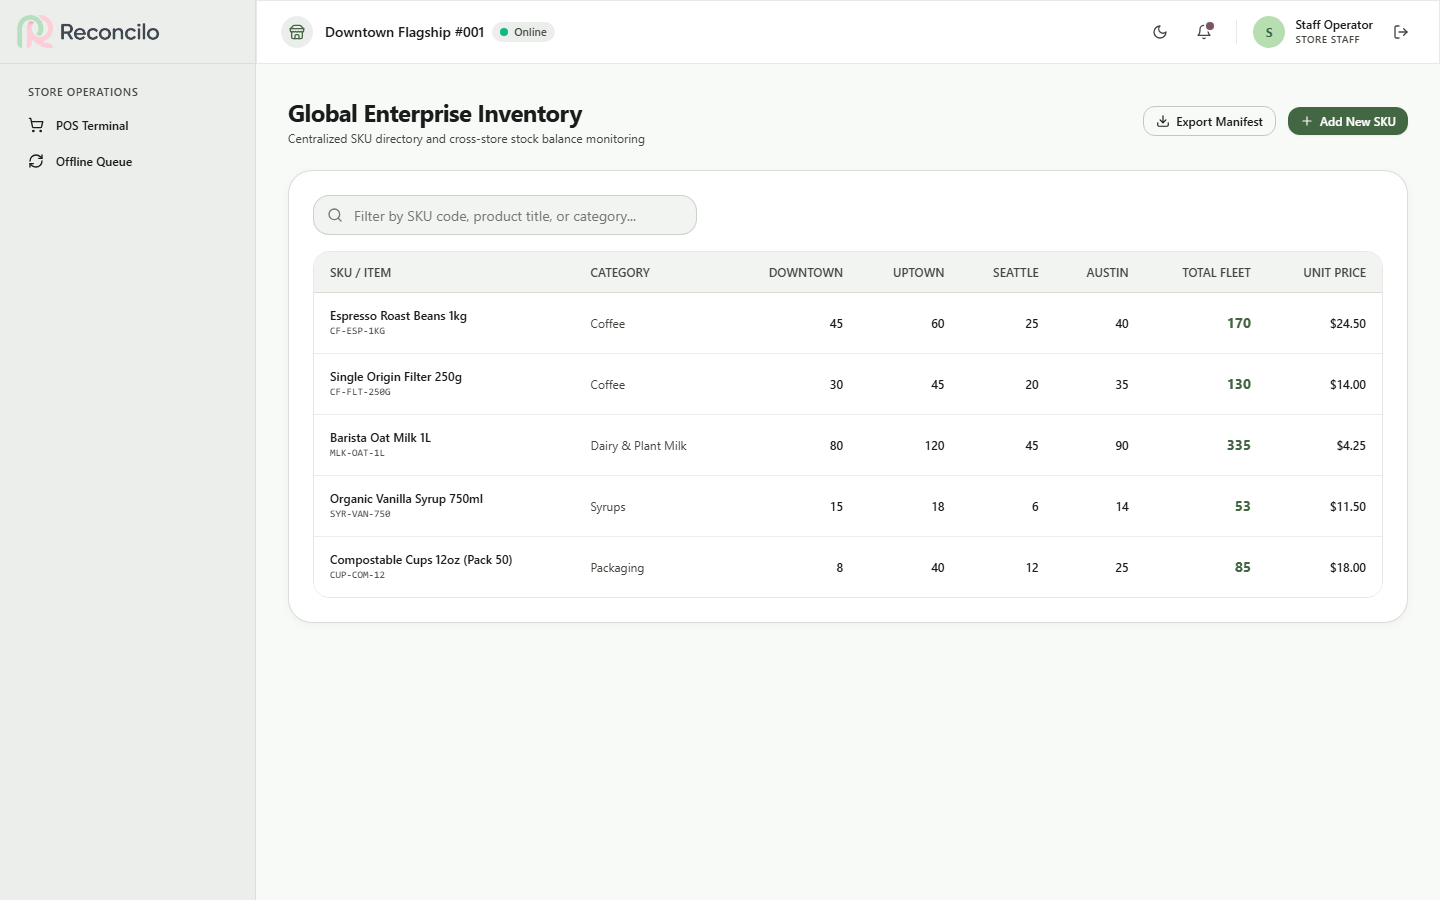 Reconcilo
Downtown Flagship #001
Online
S
Staff Operator
STORE STAFF
STORE OPERATIONS
POS Terminal
Offline Queue
Global Enterprise Inventory
Centralized SKU directory and cross-store stock balance monitoring
Export Manifest
Add New SKU
Filter by SKU code, product title, or category...
SKU / ITEM CATEGORY DOWNTOWN UPTOWN SEATTLE AUSTIN TOTAL FLEET UNIT PRICE
Espresso Roast Beans 1kg
CF-ESP-1KG
Coffee 45 60 25 40 170 $24.50
Single Origin Filter 250g
CF-FLT-250G
Coffee 30 45 20 35 130 $14.00
Barista Oat Milk 1L
MLK-OAT-1L
Dairy & Plant Milk 80 120 45 90 335 $4.25
Organic Vanilla Syrup 750ml
SYR-VAN-750
Syrups 15 18 6 14 53 $11.50
Compostable Cups 12oz (Pack 50)
CUP-COM-12
Packaging 8 40 12 25 85 $18.00